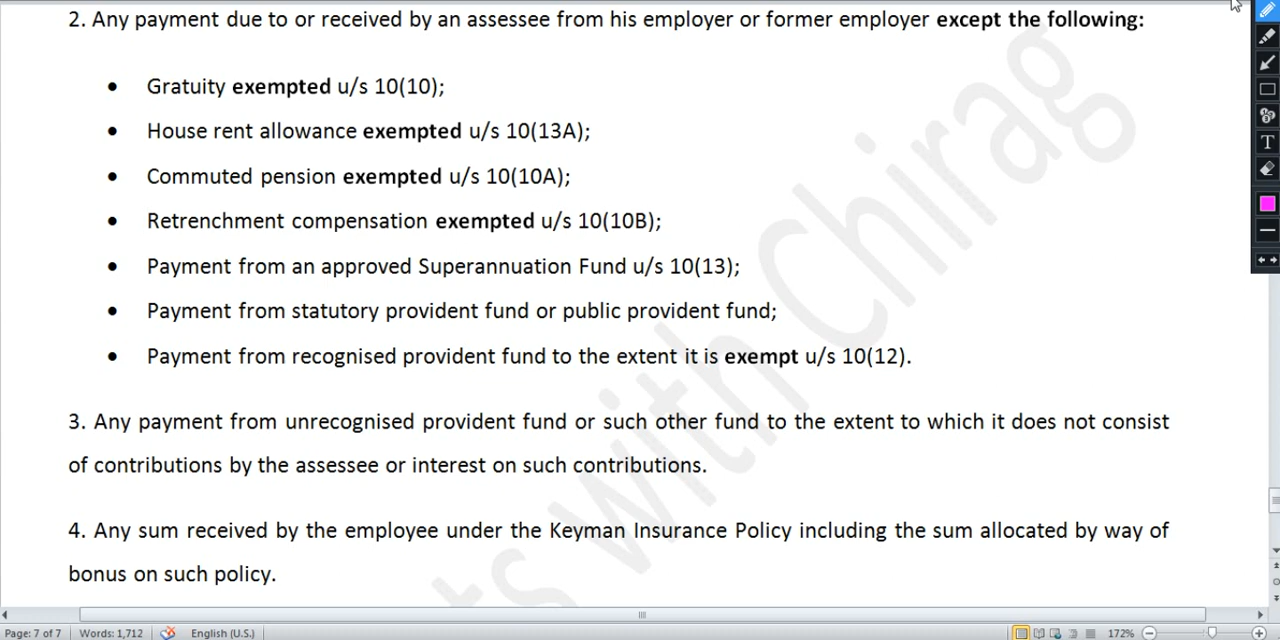 2. Any payment due to or received by an assessee from his employer or former employer except the following:
• Gratuity exempted u/s 10(10);
• House rent allowance exempted u/s 10(13A);
• Commuted pension exempted u/s 10(10A);
• Retrenchment compensation exempted u/s 10(10B);
• Payment from an approved Superannuation Fund u/s 10(13);
• Payment from statutory provident fund or public provident fund;
• Payment from recognised provident fund to the extent it is exempt u/s 10(12).
3. Any payment from unrecognised provident fund or such other fund to the extent to which it does not consist
of contributions by the assessee or interest on such contributions.
4. Any sum received by the employee under the Keyman Insurance Policy including the sum allocated by way of
bonus on such policy.
with Chirag
Page: 7 of 7 Words: 1,712 English (U.S.) 172%